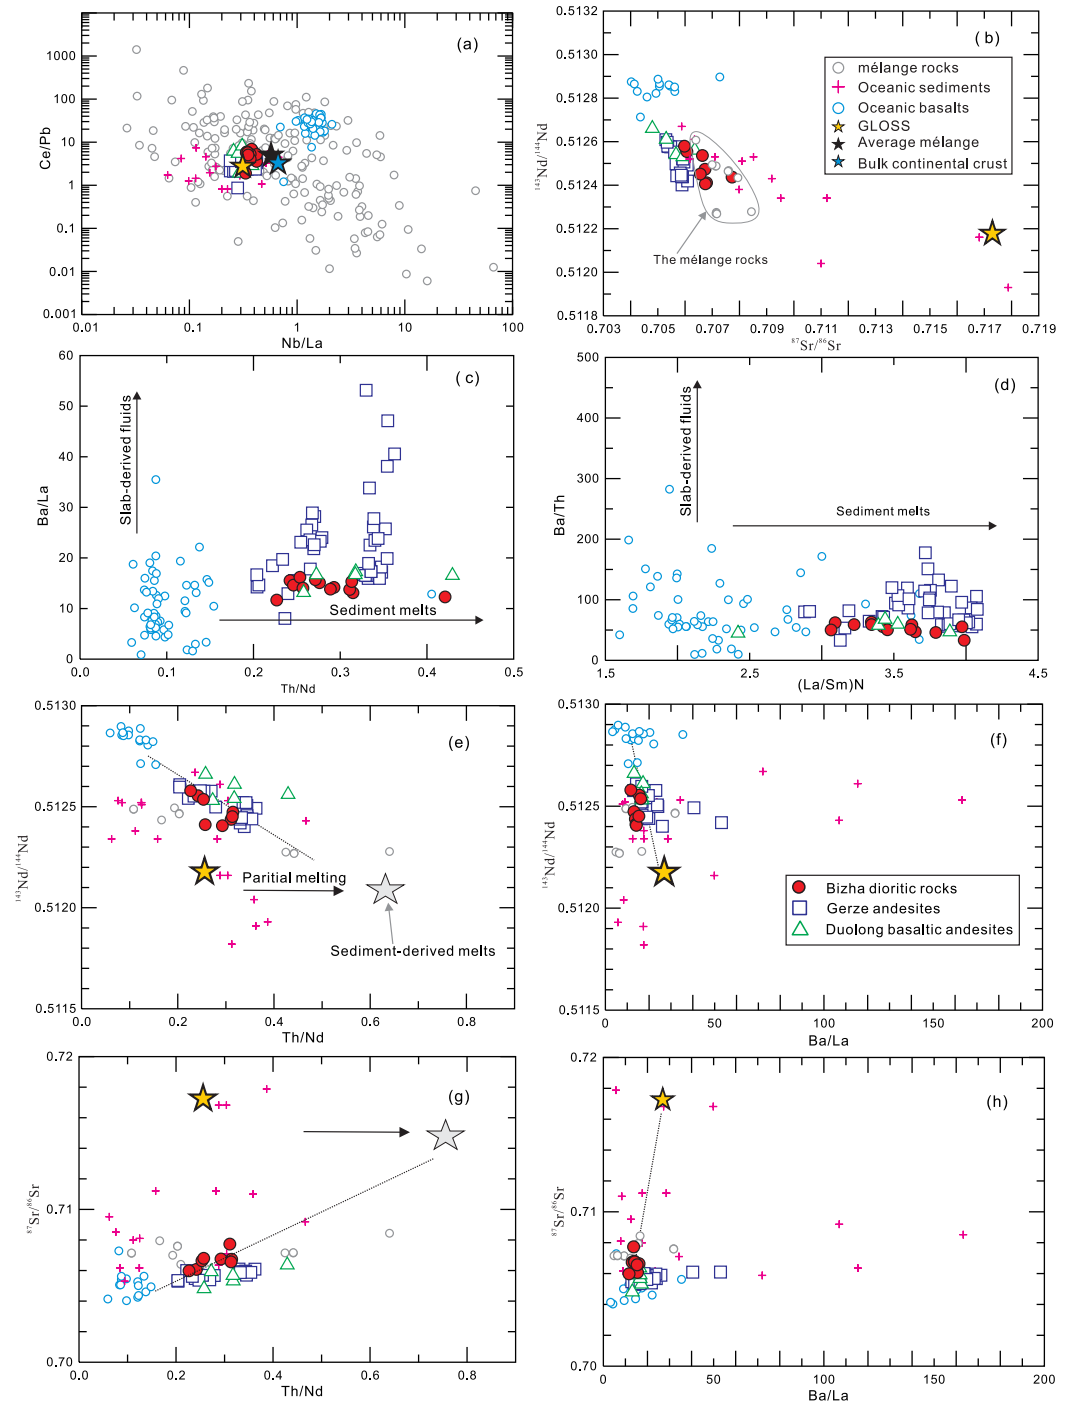 (a)
1000
100
10
1
0.1
0.01
0.001
Ce/Pb
0.01
0.1
1
10
100
Nb/La
(b)
0.5132
0.5130
0.5128
0.5126
0.5124
0.5122
0.5120
0.5118
143Nd/144Nd
mélange rocks
Oceanic sediments
Oceanic basalts
GLOSS
Average mélange
Bulk continental crust
The mélange rocks
0.703
0.705
0.707
0.709
0.711
0.713
0.715
0.717
0.719
87Sr/86Sr
(c)
60
50
40
30
20
10
0
Ba/La
Slab-derived fluids
Sediment melts
0
0.1
0.2
0.3
0.4
0.5
Th/Nd
(d)
500
400
300
200
100
0
Ba/Th
Slab-derived fluids
Sediment melts
1.5
2.5
3.5
4.5
(La/Sm)N
(e)
0.5130
0.5125
0.5120
0.5115
143Nd/144Nd
Paritial melting
Sediment-derived melts
0.0
0.2
0.4
0.6
0.8
Th/Nd
(f)
0.5130
0.5125
0.5120
0.5115
143Nd/144Nd
Bizha dioritic rocks
Gerze andesites
Duolong basaltic andesites
0
50
100
150
200
Ba/La
(g)
0.72
0.71
0.70
87Sr/86Sr
0.0
0.2
0.4
0.6
0.8
Th/Nd
(h)
0.72
0.71
0.70
87Sr/86Sr
0
50
100
150
200
Ba/La